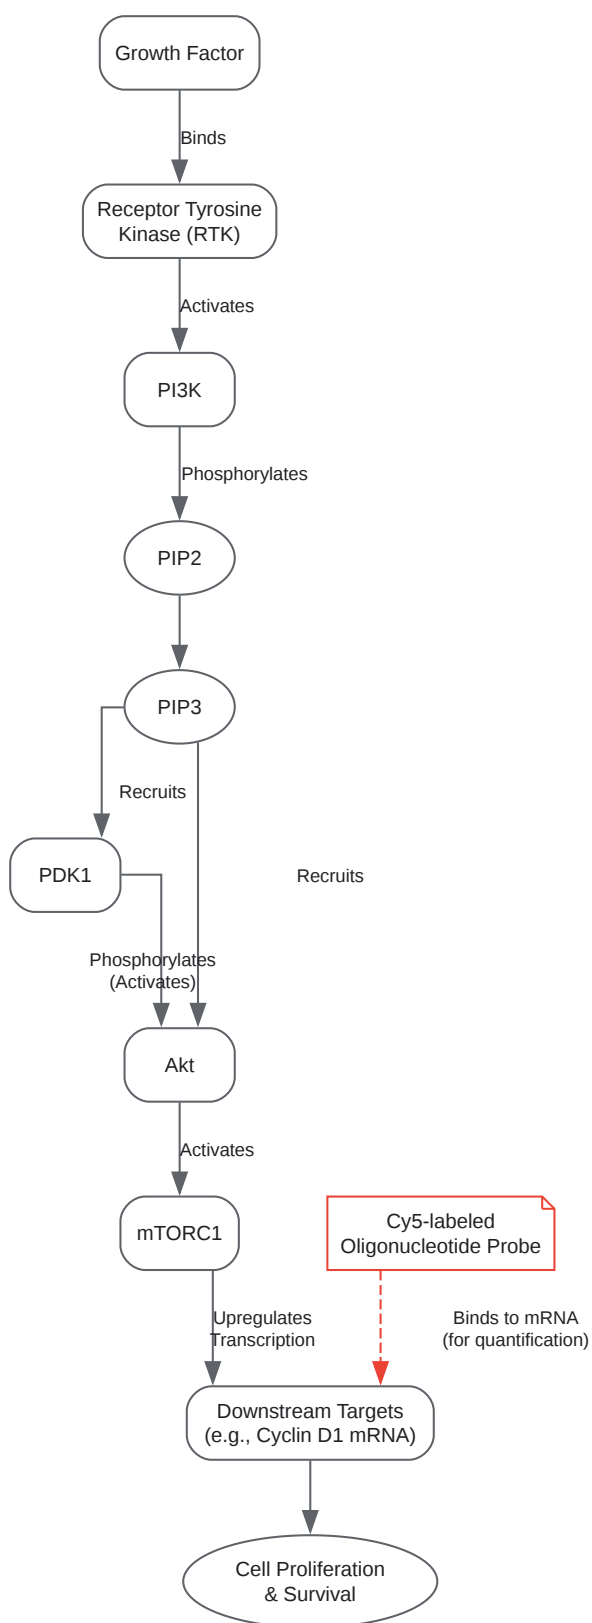 Growth Factor
Binds
Receptor Tyrosine
Kinase (RTK)
Activates
PI3K
Phosphorylates
PIP2
PIP3
Recruits
PDK1
Recruits
Phosphorylates
(Activates)
Akt
Activates
mTORC1
Cy5-labeled
Oligonucleotide Probe
Upregulates
Transcription
Binds to mRNA
(for quantification)
Downstream Targets
(e.g., Cyclin D1 mRNA)
Cell Proliferation
& Survival